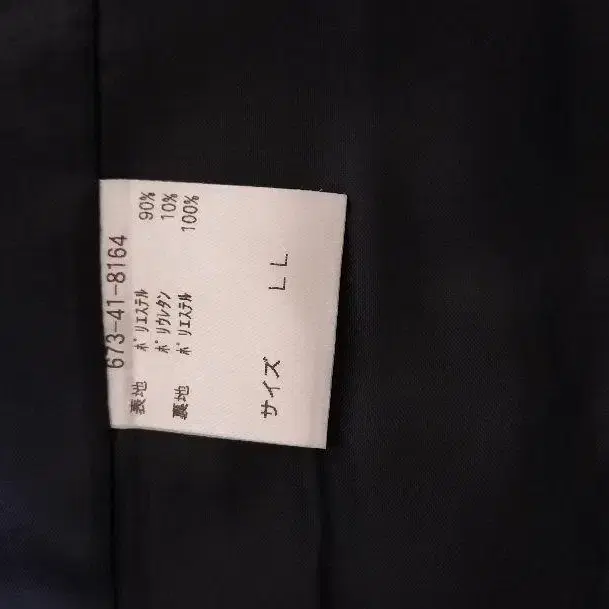 673-41-8164
表地 ポリエステル 90%
ポリウレタン 10%
裏地 ポリエステル 100%
サイズ LL